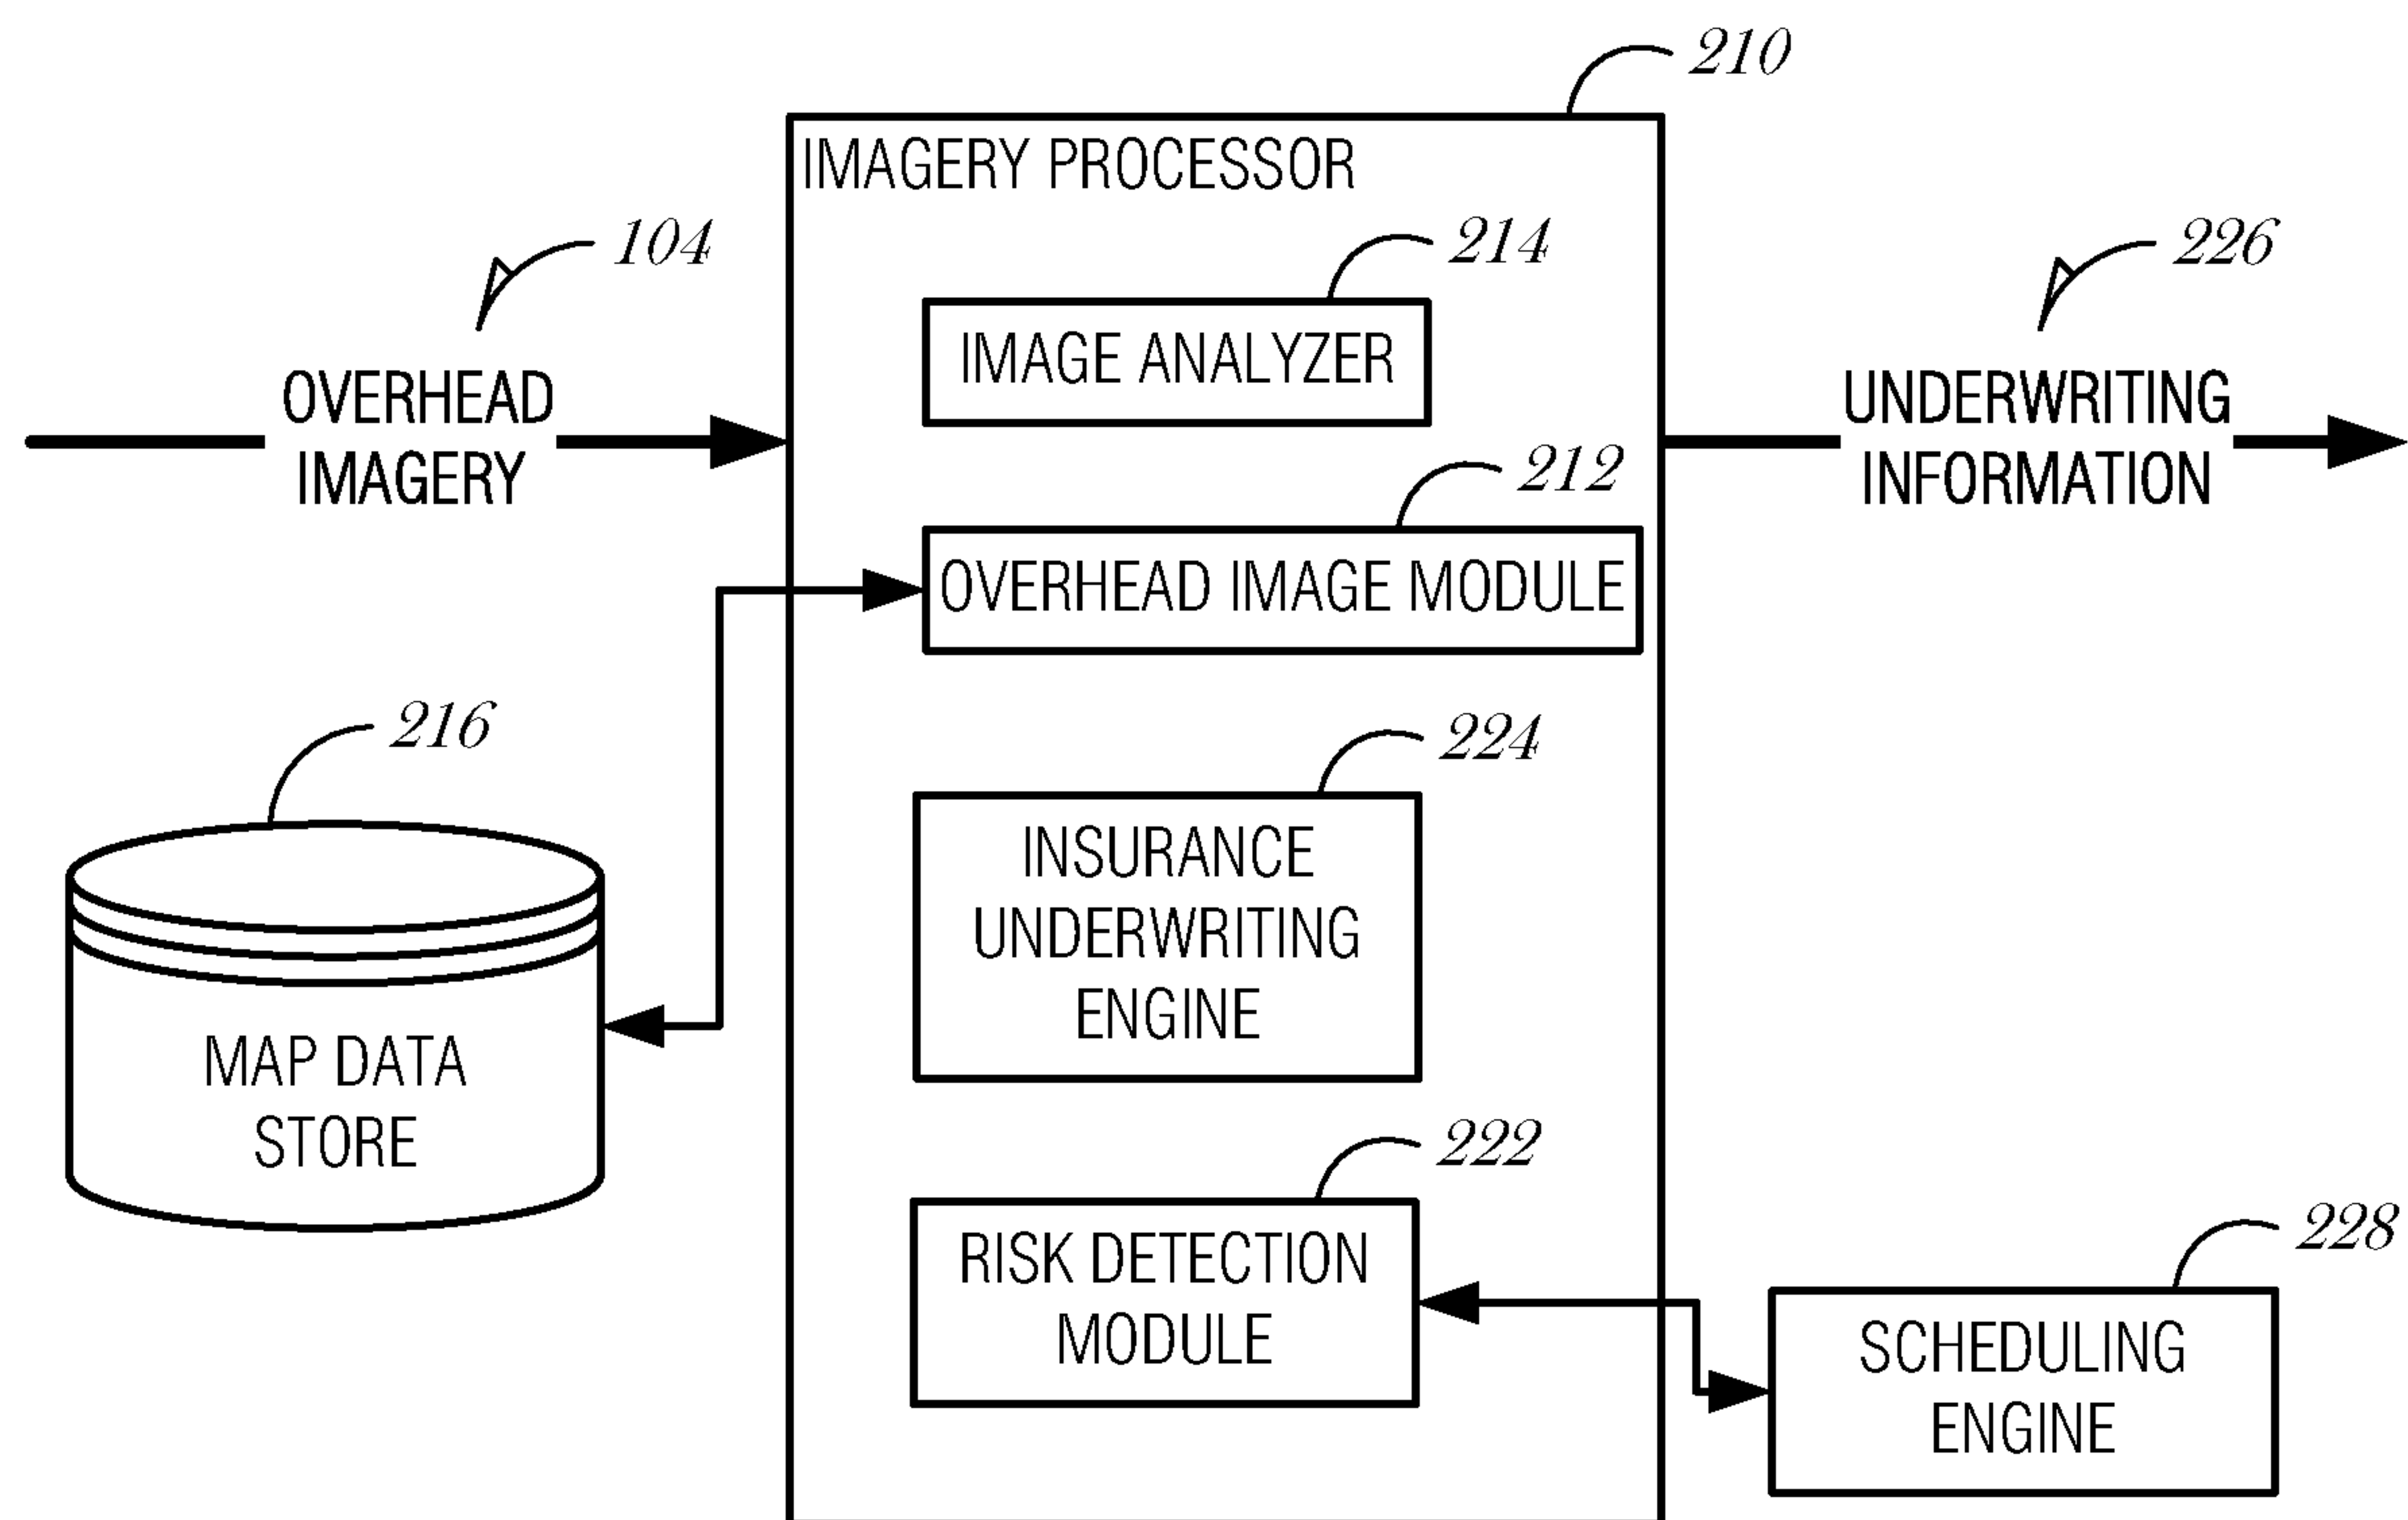 210
IMAGERY PROCESSOR
104
214
226
IMAGE ANALYZER
OVERHEAD
IMAGERY
UNDERWRITING
INFORMATION
212
OVERHEAD IMAGE MODULE
216
224
INSURANCE
UNDERWRITING
ENGINE
MAP DATA
STORE
222
RISK DETECTION
MODULE
228
SCHEDULING
ENGINE